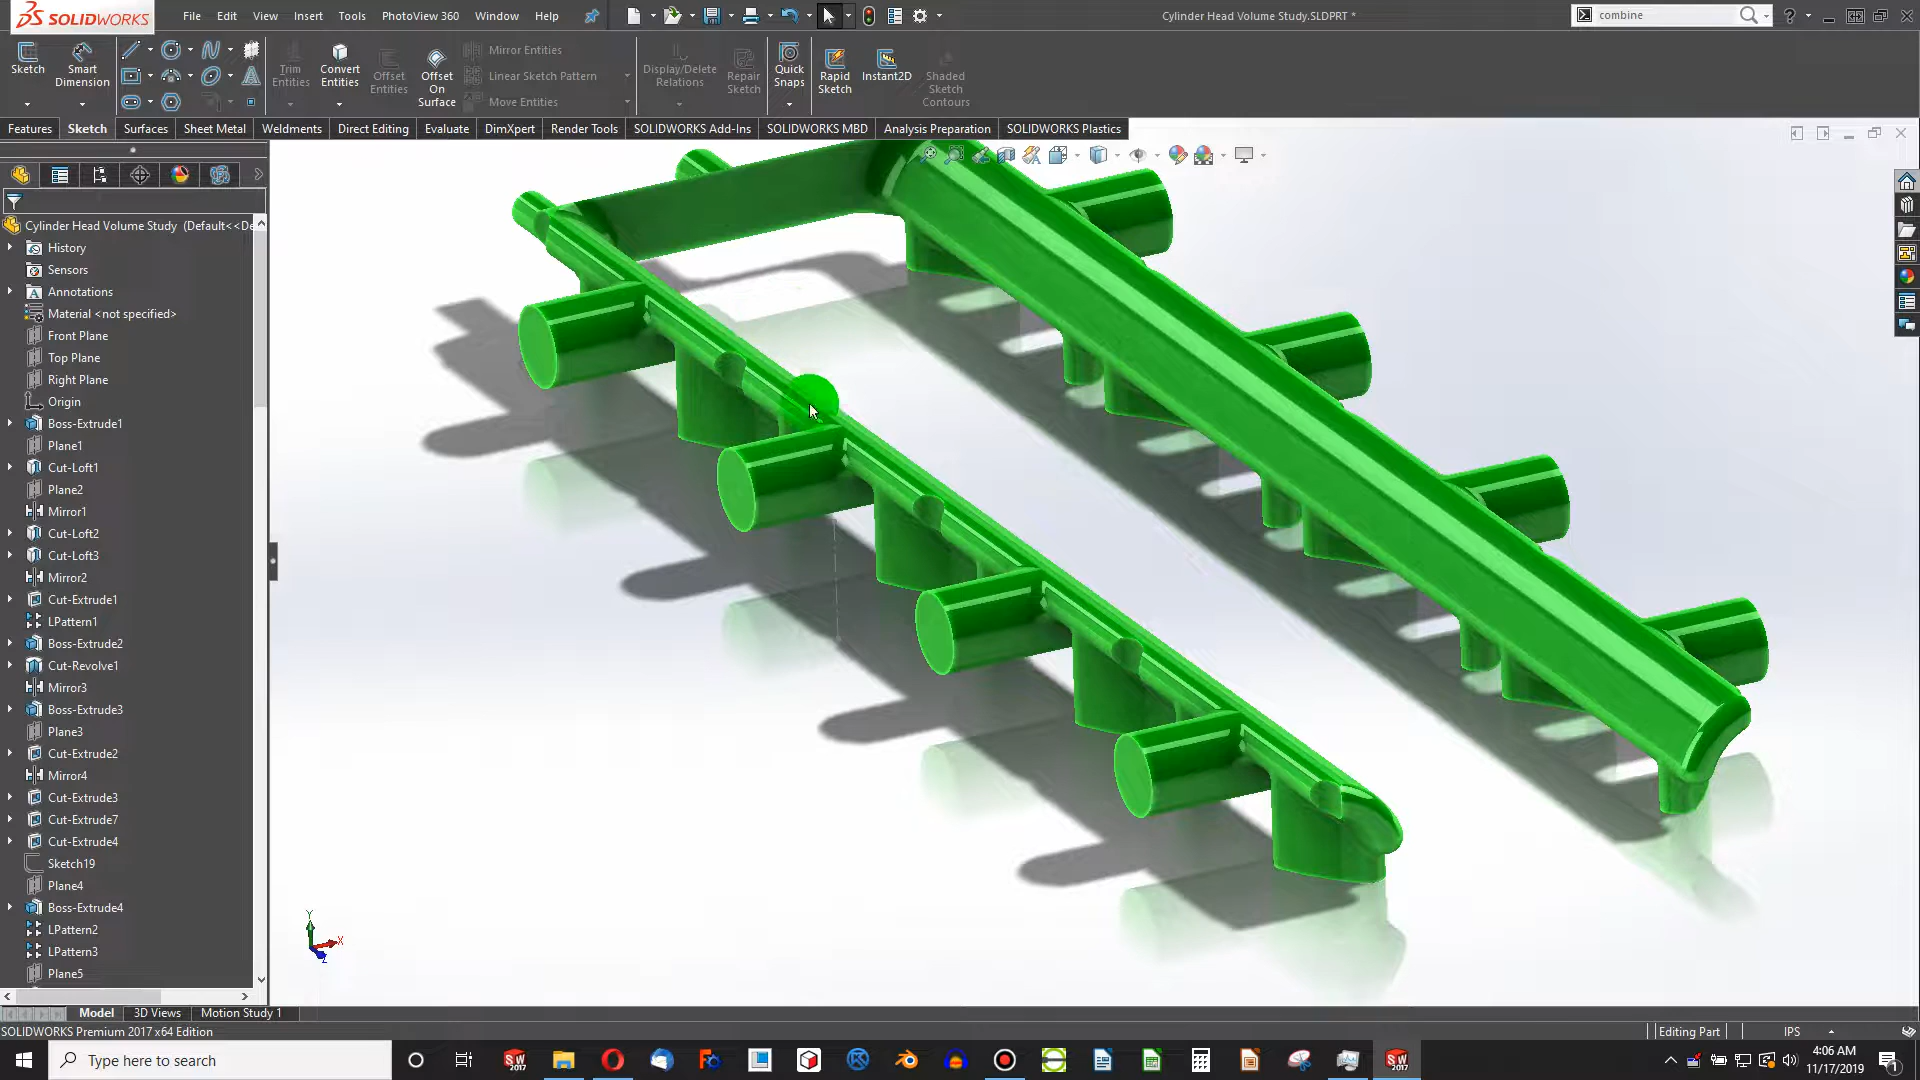 SOLIDWORKS File Edit View Insert Tools PhotoView 360 Window Help Cylinder Head Volume Study.SLDPRT * combine
Sketch Smart Dimension Trim Entities Convert Entities Offset Entities Offset On Surface Mirror Entities Linear Sketch Pattern Move Entities Display/Delete Relations Repair Sketch Quick Snaps Rapid Sketch Instant2D Shaded Sketch Contours
Features Sketch Surfaces Sheet Metal Weldments Direct Editing Evaluate DimXpert Render Tools SOLIDWORKS Add-Ins SOLIDWORKS MBD Analysis Preparation SOLIDWORKS Plastics
Cylinder Head Volume Study (Default<<De
History
Sensors
Annotations
Material <not specified>
Front Plane
Top Plane
Right Plane
Origin
Boss-Extrude1
Plane1
Cut-Loft1
Plane2
Mirror1
Cut-Loft2
Cut-Loft3
Mirror2
Cut-Extrude1
LPattern1
Boss-Extrude2
Cut-Revolve1
Mirror3
Boss-Extrude3
Plane3
Cut-Extrude2
Mirror4
Cut-Extrude3
Cut-Extrude7
Cut-Extrude4
Sketch19
Plane4
Boss-Extrude4
LPattern2
LPattern3
Plane5
Y
X
Z
Model 3D Views Motion Study 1
SOLIDWORKS Premium 2017 x64 Edition Editing Part IPS
Type here to search SW 2017 SW 2017 4:06 AM
11/17/2019
1